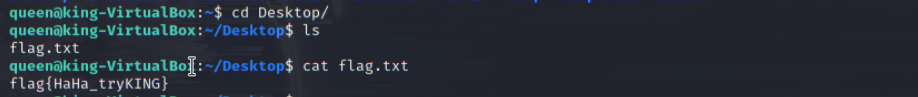 queen@king-VirtualBox:~$ cd Desktop/
queen@king-VirtualBox:~/Desktop$ ls
flag.txt
queen@king-VirtualBox:~/Desktop$ cat flag.txt
flag{HaHa_tryKING}